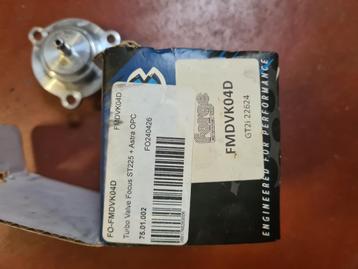 FMDVK04D
FO-FMDVK04D
Turbo Valve Focus ST225 + Astra OPC
75.01.002
FO240426
Forge
FMDVK04D
GT2i 22624
ENGINEERED FOR PERFORMANCE